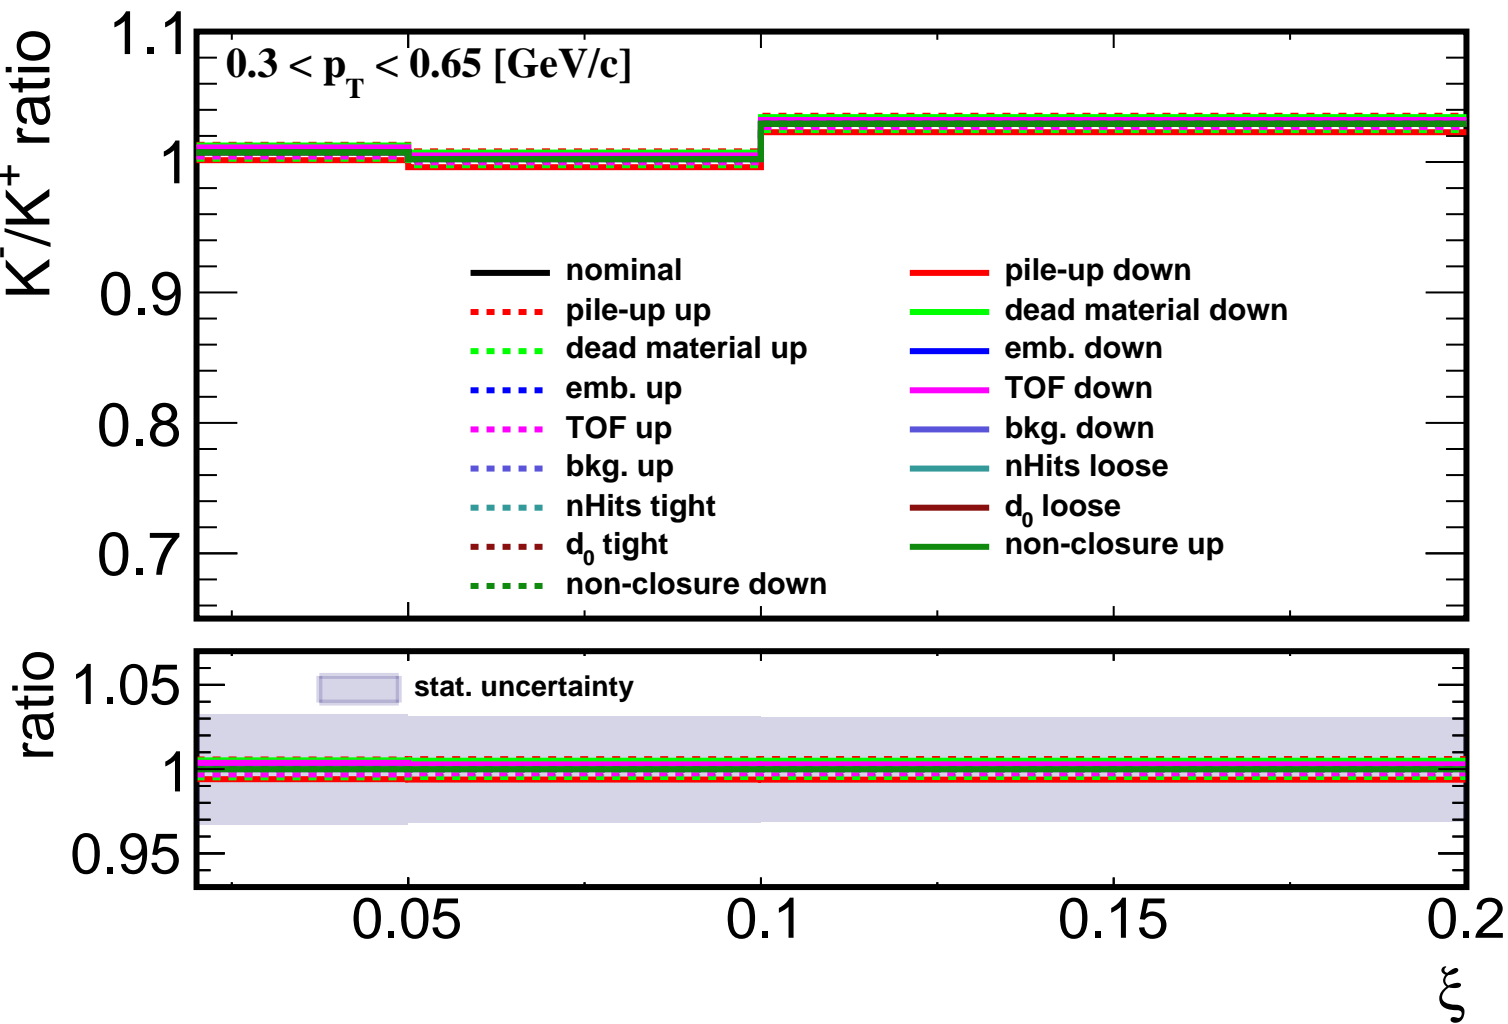 K⁻/K⁺ ratio
1.1
1
0.9
0.8
0.7
0.3 < p_T < 0.65 [GeV/c]
nominal
pile-up down
pile-up up
dead material down
dead material up
emb. down
emb. up
TOF down
TOF up
bkg. down
bkg. up
nHits loose
nHits tight
d₀ loose
d₀ tight
non-closure up
non-closure down
ratio
1.05
1
0.95
stat. uncertainty
0.05 0.1 0.15 0.2
ξ